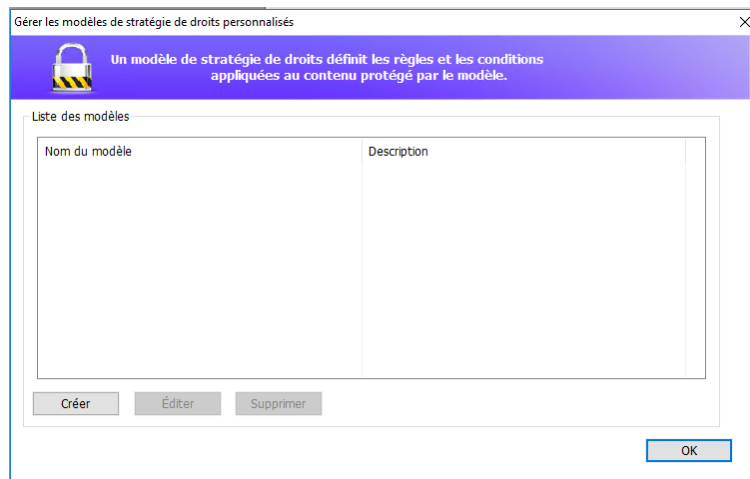 Gérer les modèles de stratégie de droits personnalisés
Un modèle de stratégie de droits définit les règles et les conditions
appliquées au contenu protégé par le modèle.
Liste des modèles
Nom du modèle Description
Créer Éditer Supprimer
OK